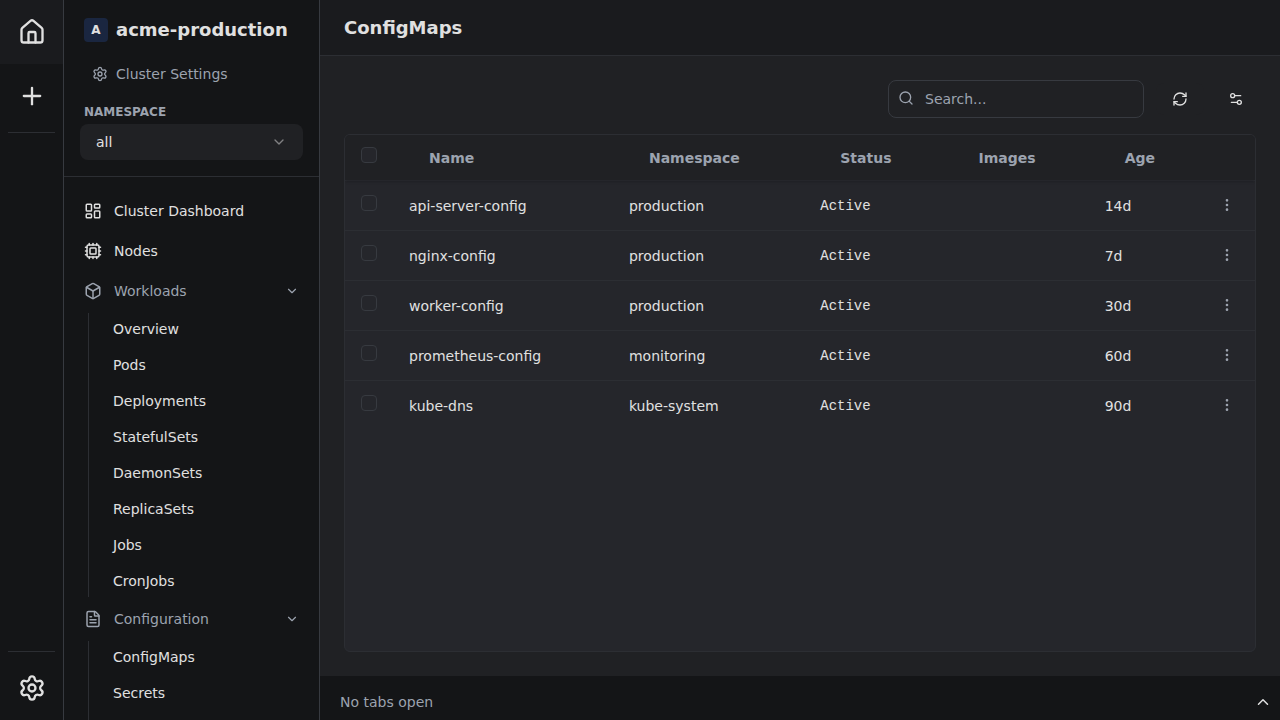 A acme-production
Cluster Settings
NAMESPACE
all
Cluster Dashboard
Nodes
Workloads
Overview
Pods
Deployments
StatefulSets
DaemonSets
ReplicaSets
Jobs
CronJobs
Configuration
ConfigMaps
Secrets
ConfigMaps
Search...
Name Namespace Status Images Age
api-server-config production Active 14d
nginx-config production Active 7d
worker-config production Active 30d
prometheus-config monitoring Active 60d
kube-dns kube-system Active 90d
No tabs open